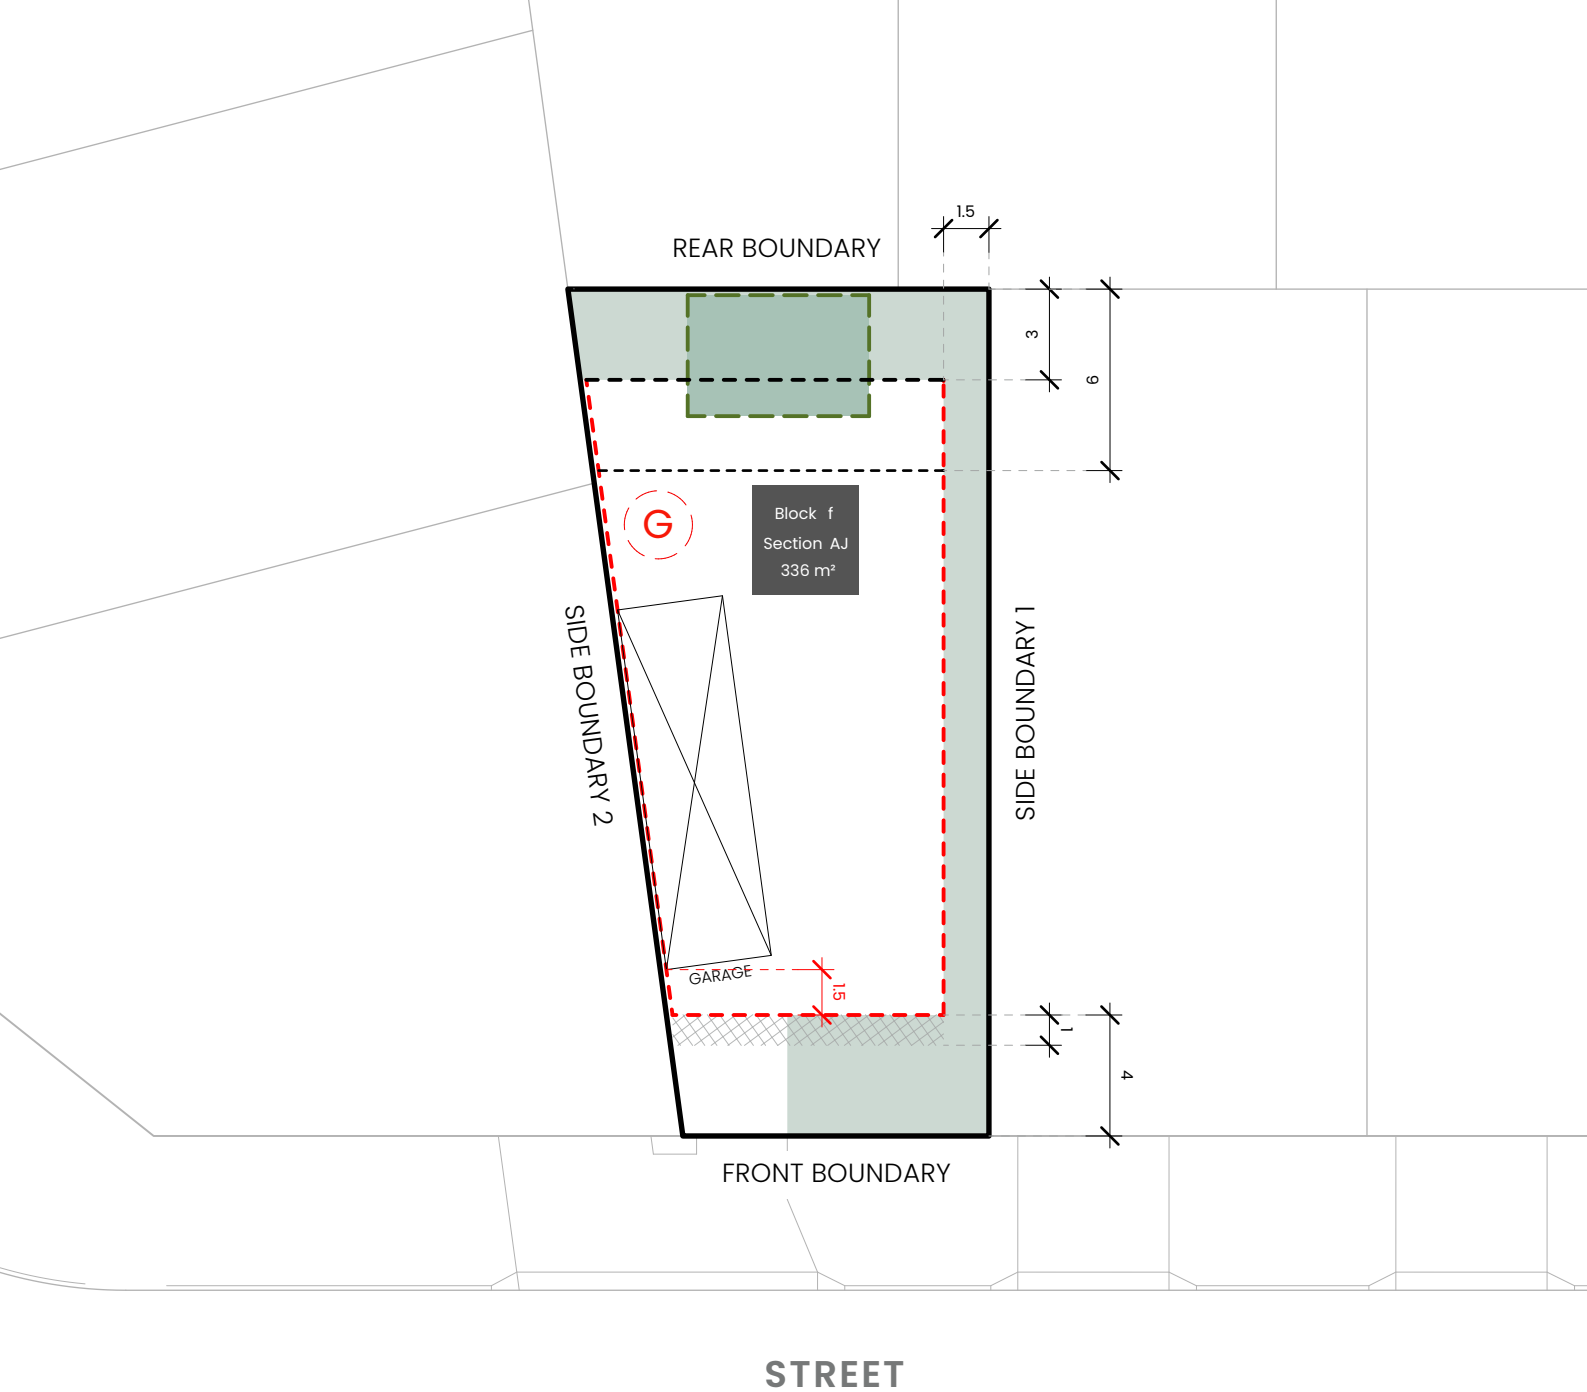 1.5
REAR BOUNDARY
3
6
G
Block f
Section AJ
336 m²
SIDE BOUNDARY 2
SIDE BOUNDARY 1
GARAGE
1.5
1
4
FRONT BOUNDARY
STREET